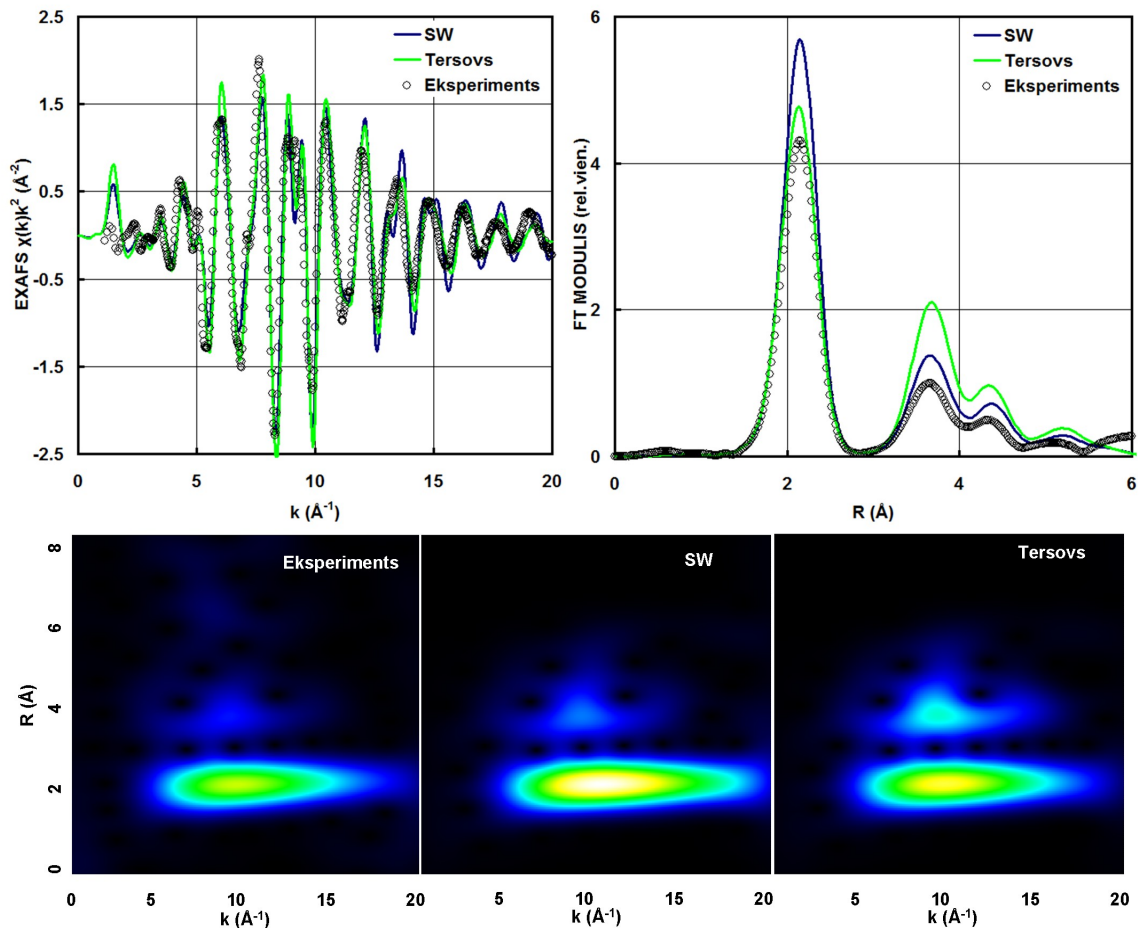 EXAFS χ(k)k² (Å⁻²)
2.5
1.5
0.5
-0.5
-1.5
-2.5
0
5
10
15
20
k (Å⁻¹)
SW
Tersovs
Eksperiments
FT MODULIS (rel.vien.)
6
4
2
0
0
2
4
6
R (Å)
SW
Tersovs
Eksperiments
R (Å)
8
6
4
2
0
Eksperiments
SW
Tersovs
0
5
10
15
20
0
5
10
15
20
0
5
10
15
20
k (Å⁻¹)
k (Å⁻¹)
k (Å⁻¹)